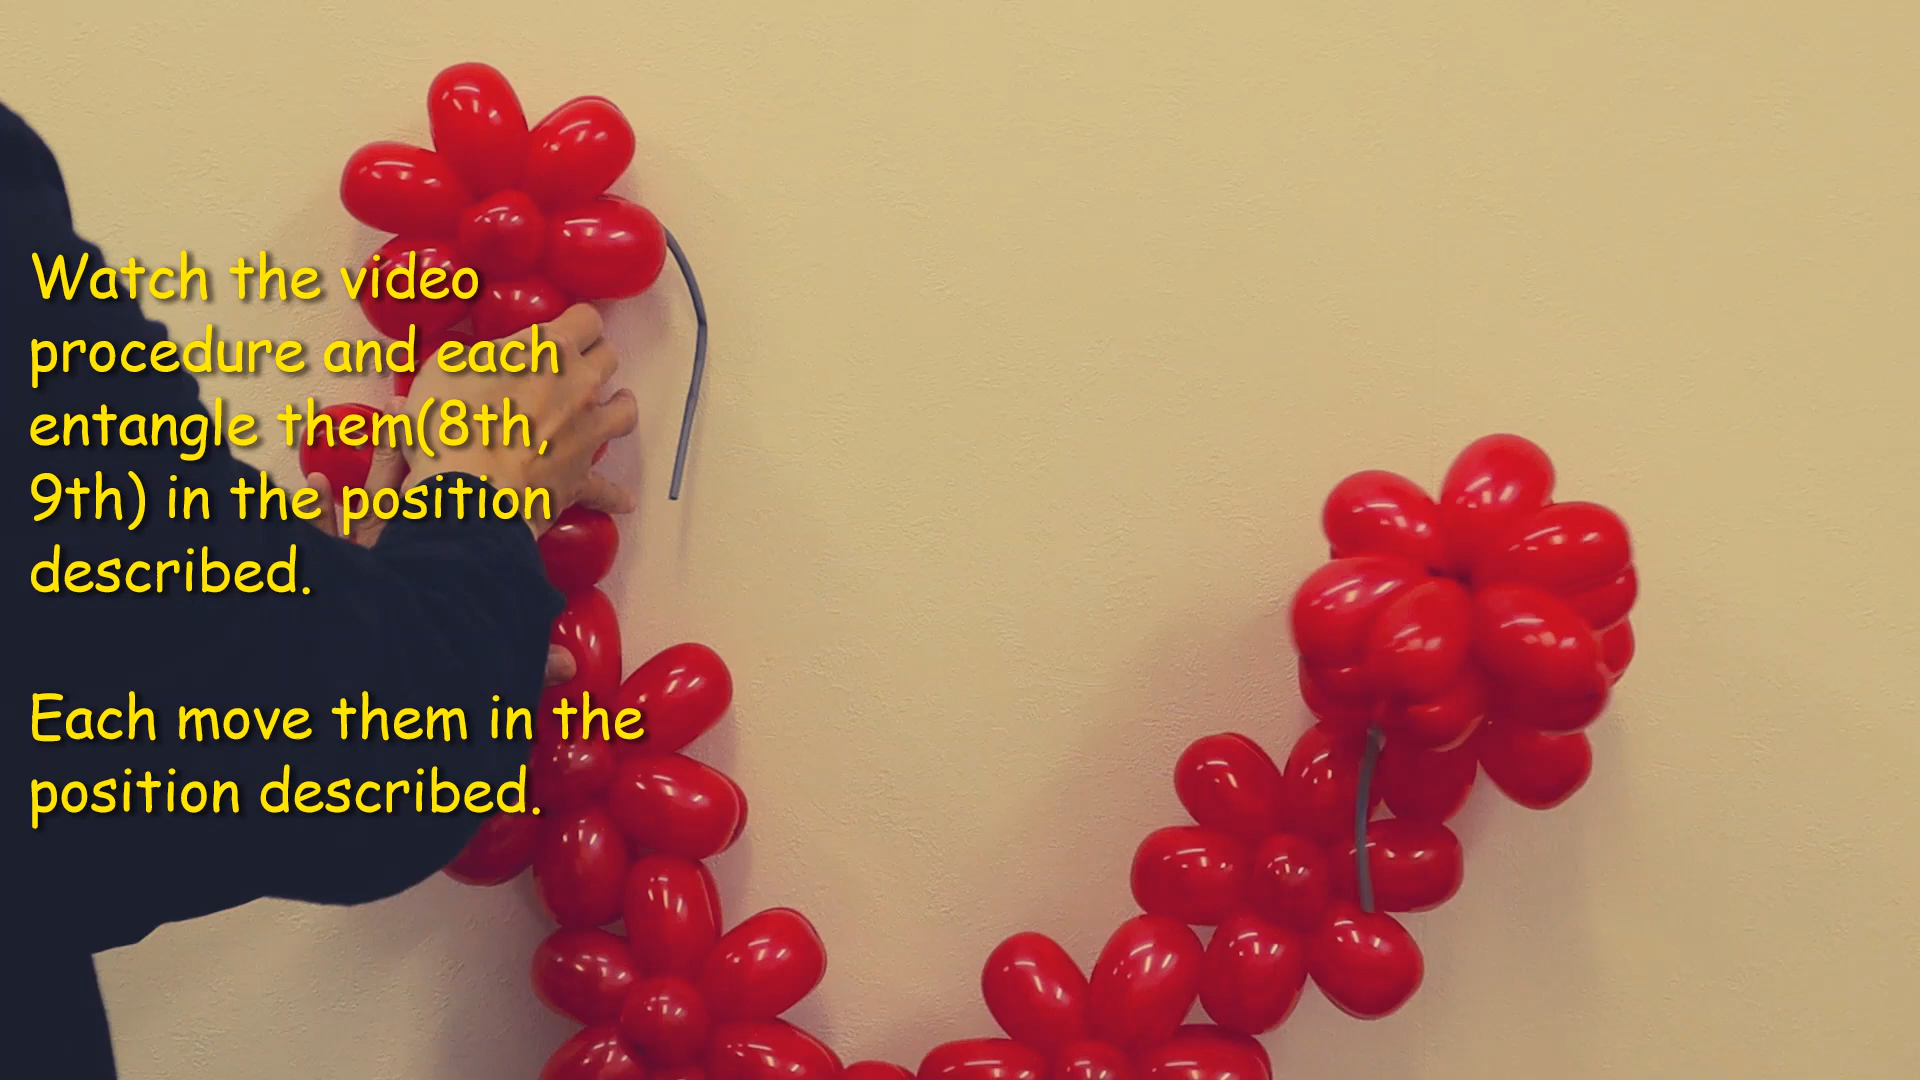 Watch the video
procedure and each
entangle them(8th,
9th) in the position
described.
Each move them in the
position described.